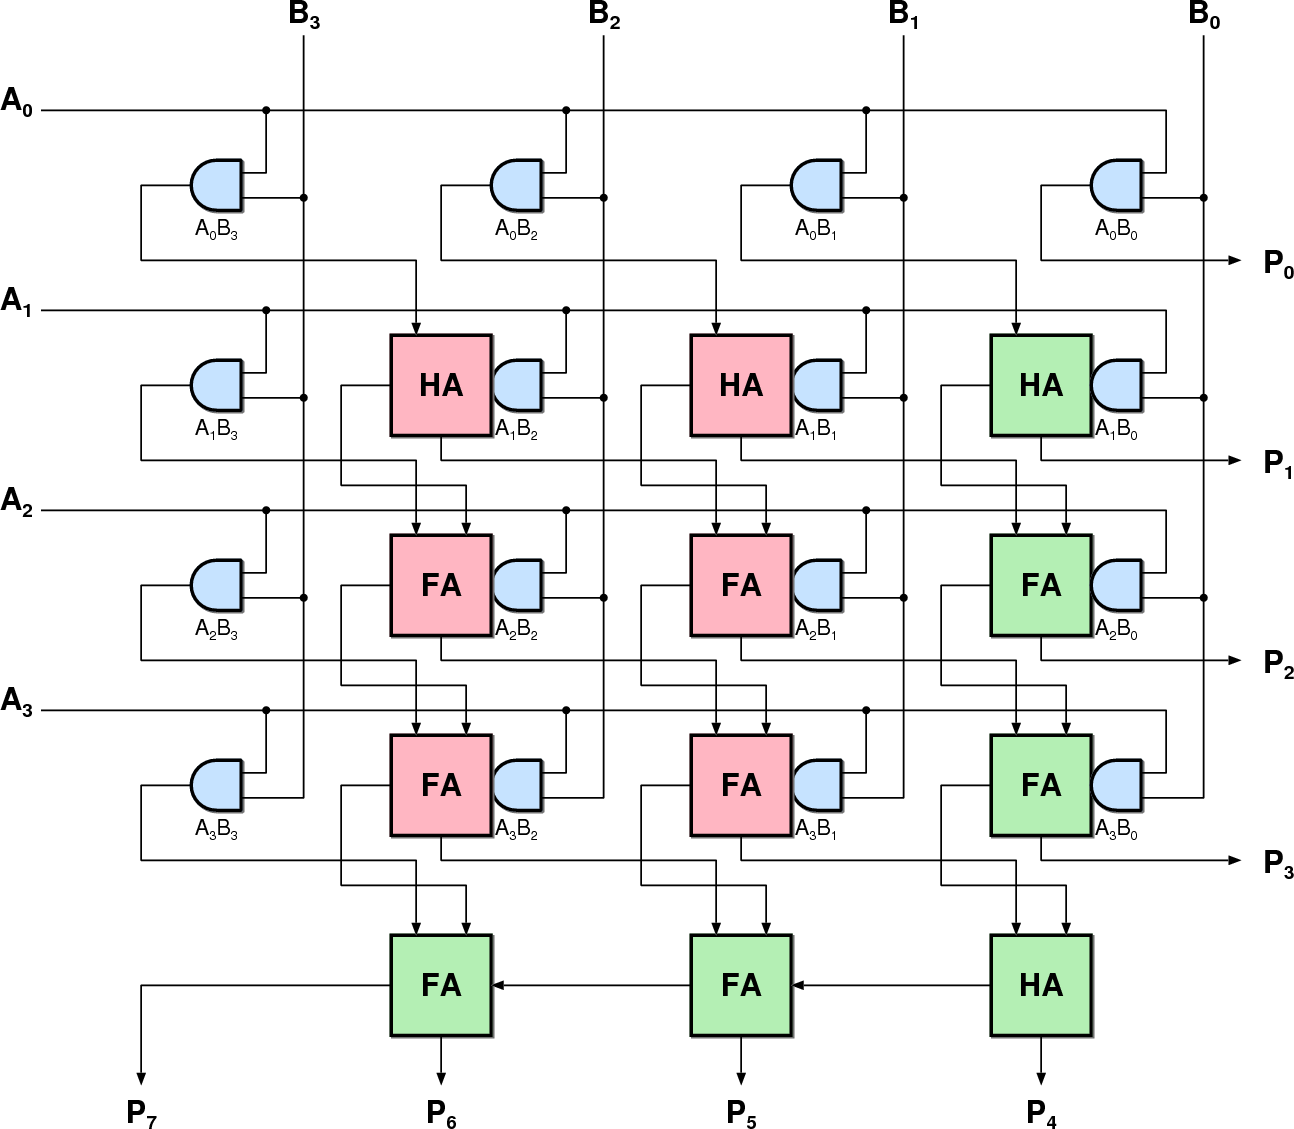 B₃ B₂ B₁ B₀
A₀
A₀B₃ A₀B₂ A₀B₁ A₀B₀
P₀
A₁
HA HA HA
A₁B₃ A₁B₂ A₁B₁ A₁B₀
P₁
A₂
FA FA FA
A₂B₃ A₂B₂ A₂B₁ A₂B₀
P₂
A₃
FA FA FA
A₃B₃ A₃B₂ A₃B₁ A₃B₀
P₃
FA FA HA
P₇ P₆ P₅ P₄